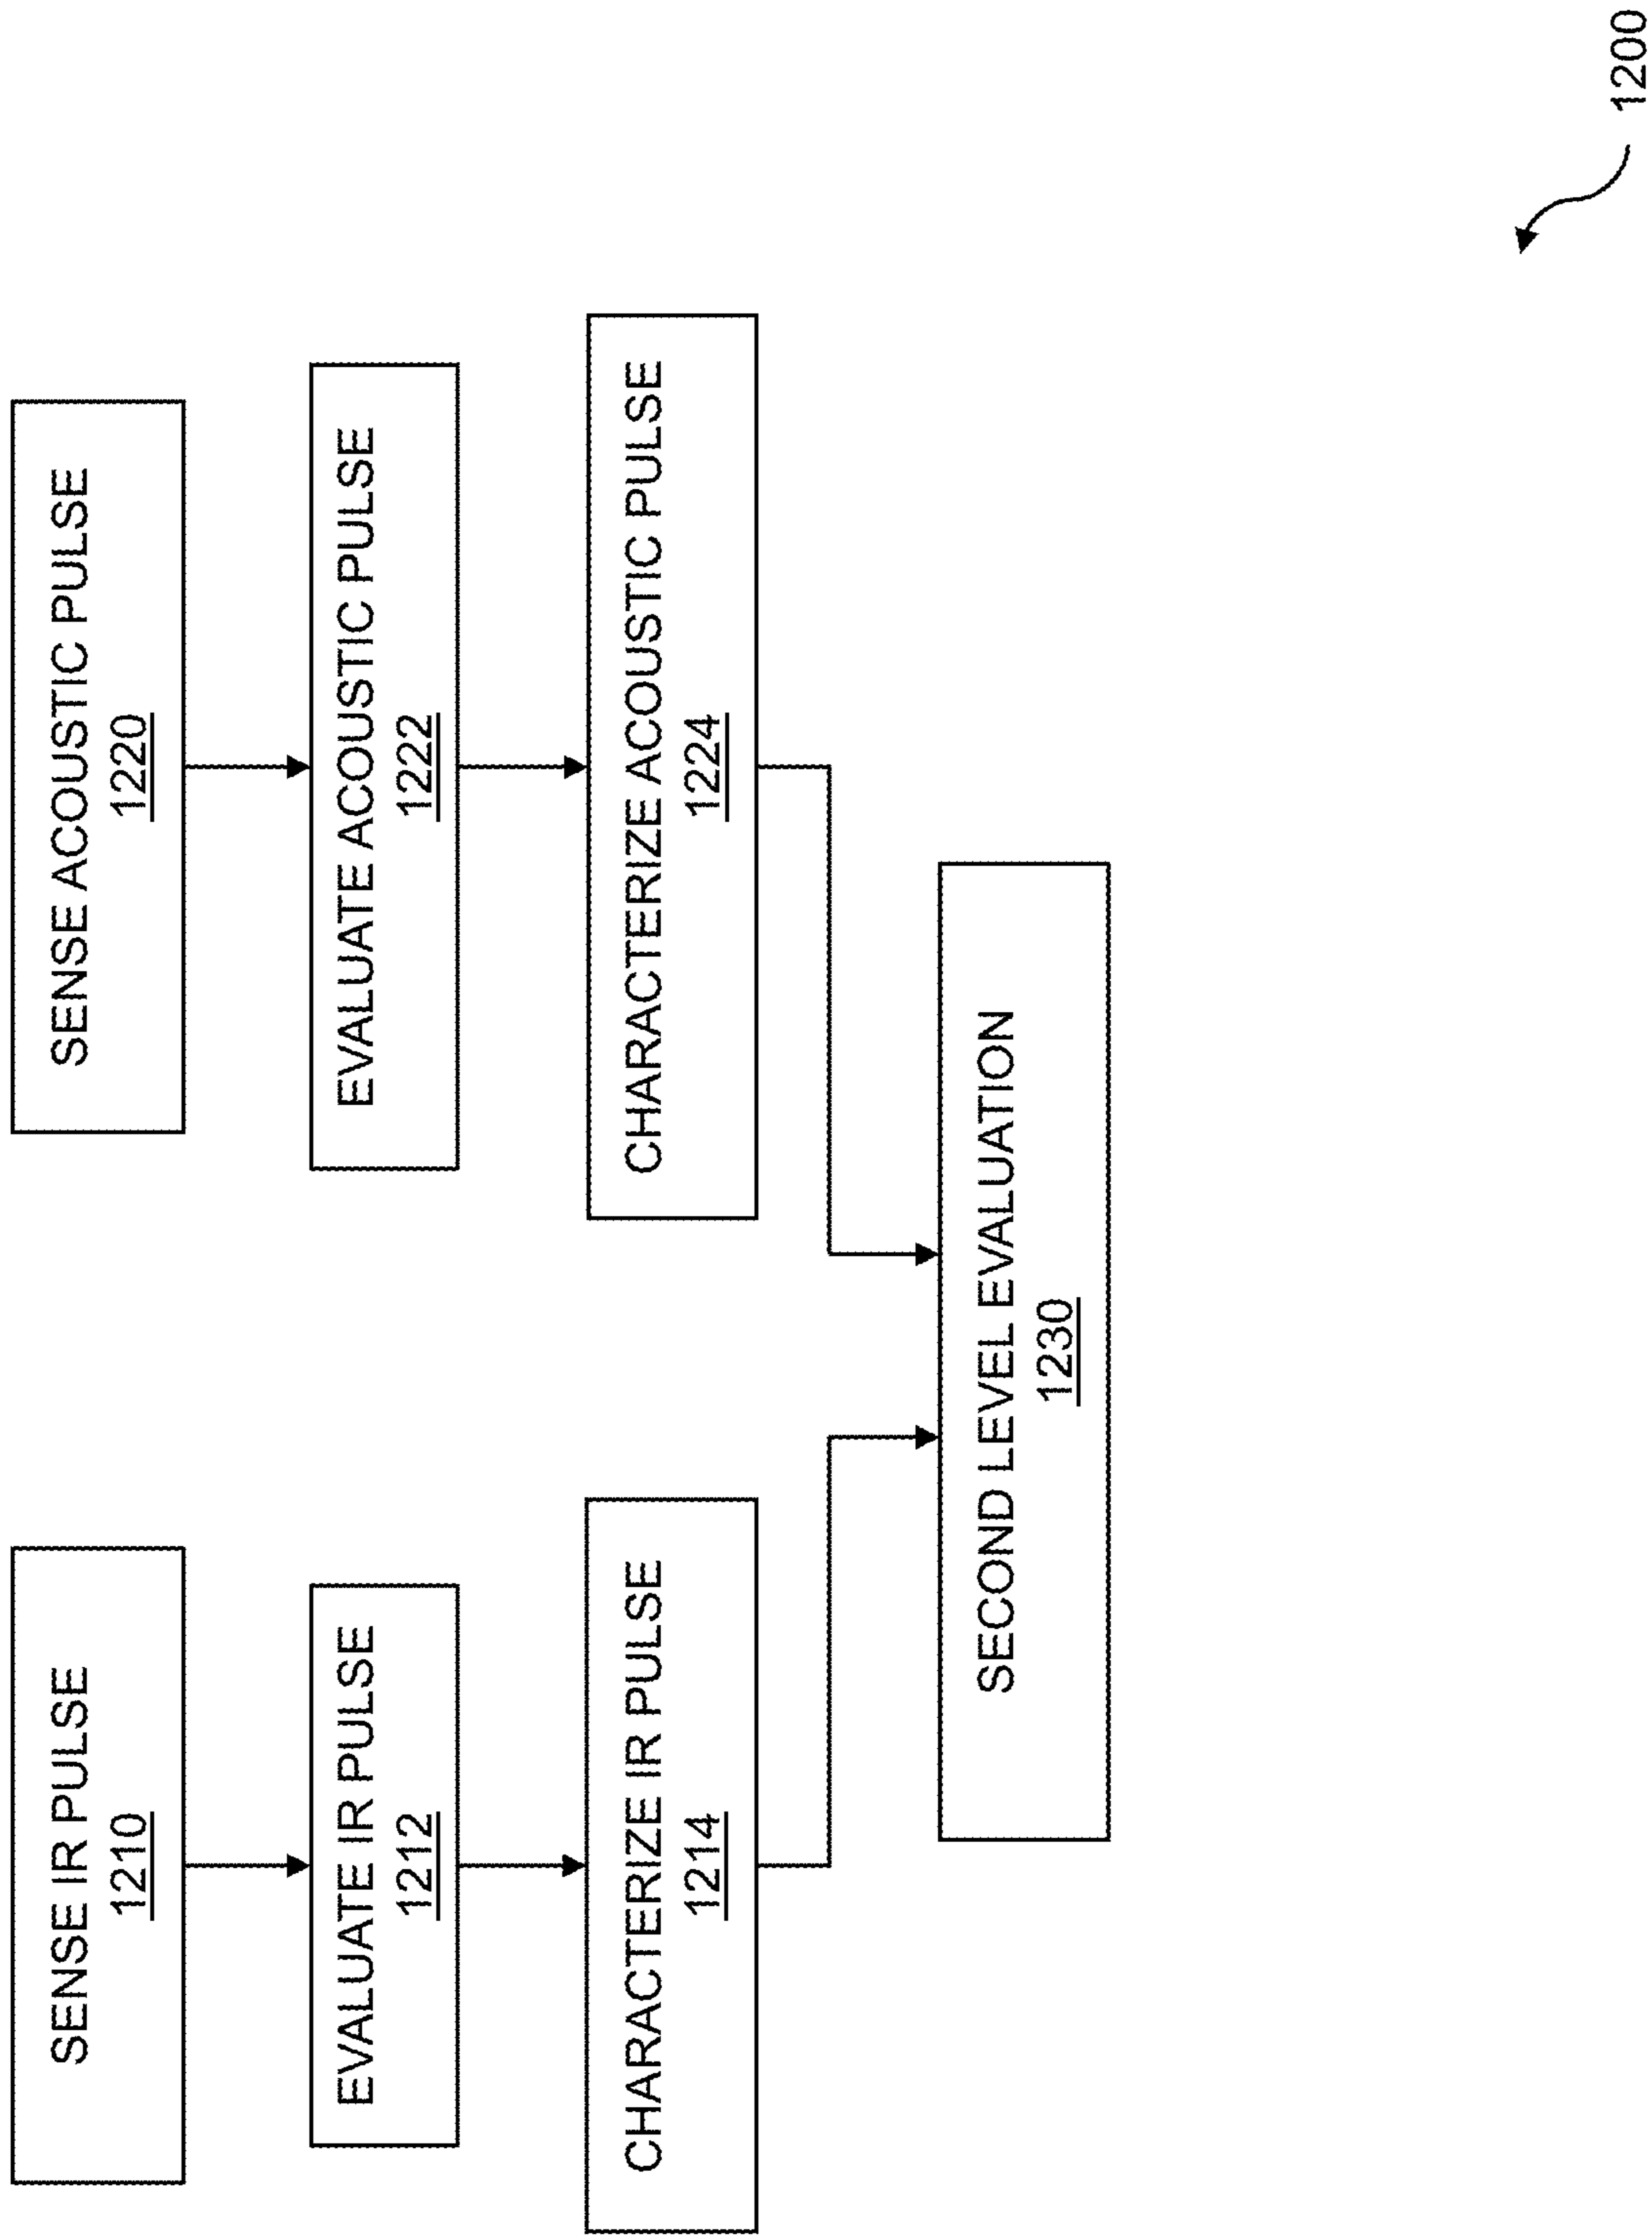 SENSE IR PULSE
1210
EVALUATE IR PULSE
1212
CHARACTERIZE IR PULSE
1214
SENSE ACOUSTIC PULSE
1220
EVALUATE ACOUSTIC PULSE
1222
CHARACTERIZE ACOUSTIC PULSE
1224
SECOND LEVEL EVALUATION
1230
1200